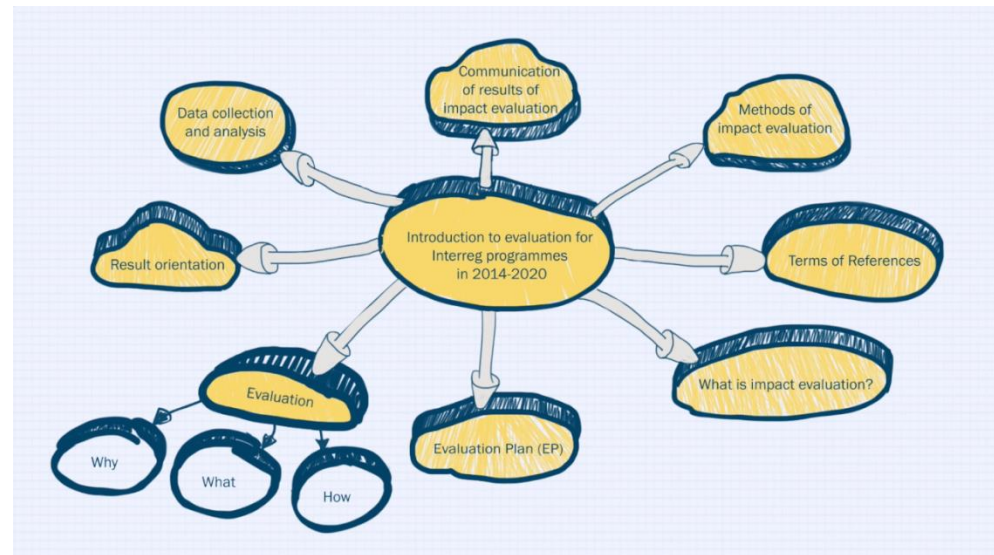 Communication
of results of
impact evaluation
Data collection
and analysis
Methods of
impact evaluation
Introduction to evaluation for
Interreg programmes
in 2014-2020
Result orientation
Terms of References
What is impact evaluation?
Evaluation
Evaluation Plan (EP)
Why
What
How